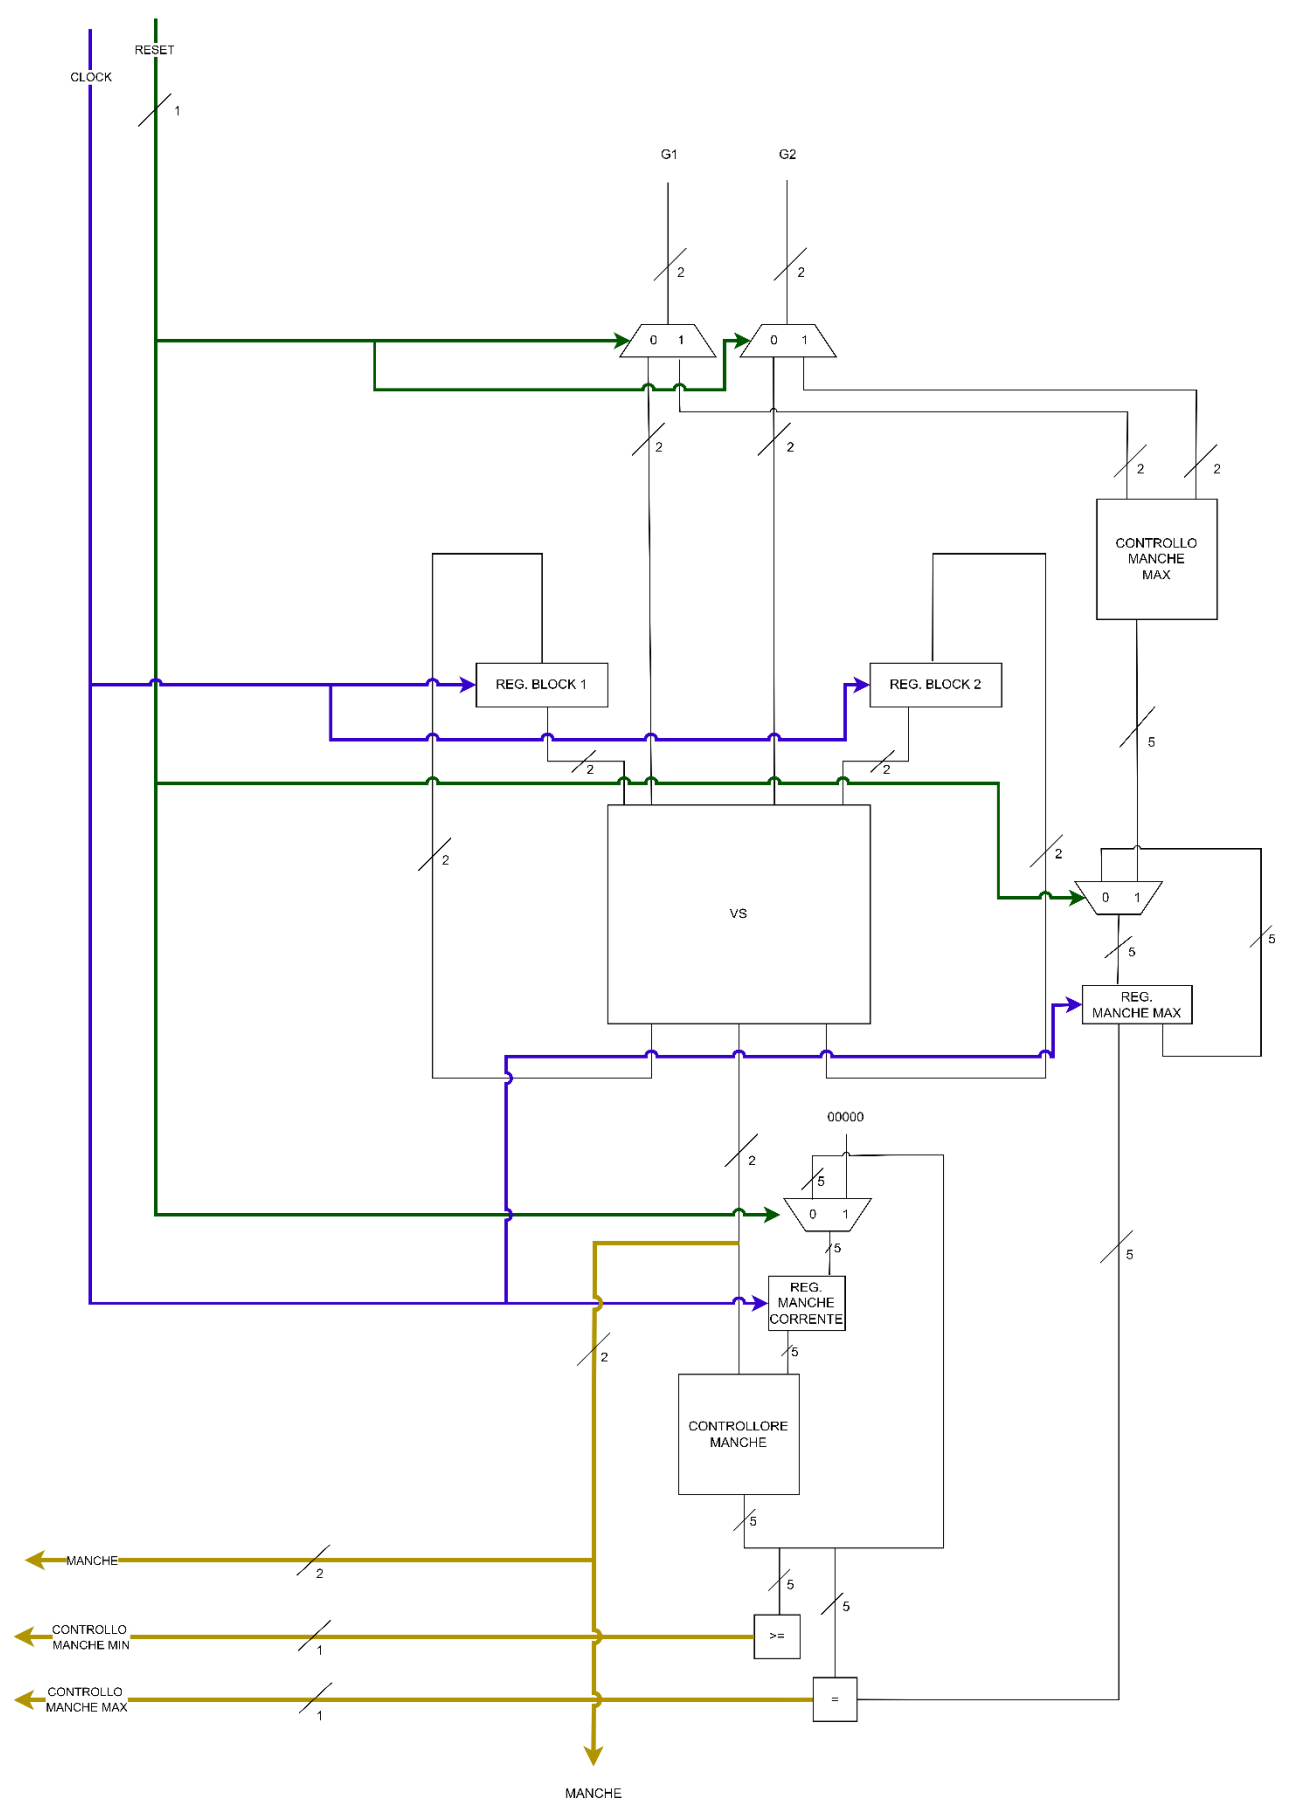 RESET
CLOCK
1
G1
G2
2
2
0 1
0 1
2
2
2
2
CONTROLLO
MANCHE
MAX
REG. BLOCK 1
REG. BLOCK 2
5
2
2
2
2
0 1
VS
5
5
REG.
MANCHE MAX
00000
2
5
0 1
5
5
REG.
MANCHE
CORRENTE
5
2
CONTROLLORE
MANCHE
5
MANCHE
2
5
5
CONTROLLO
MANCHE MIN
1
>=
CONTROLLO
MANCHE MAX
1
=
MANCHE